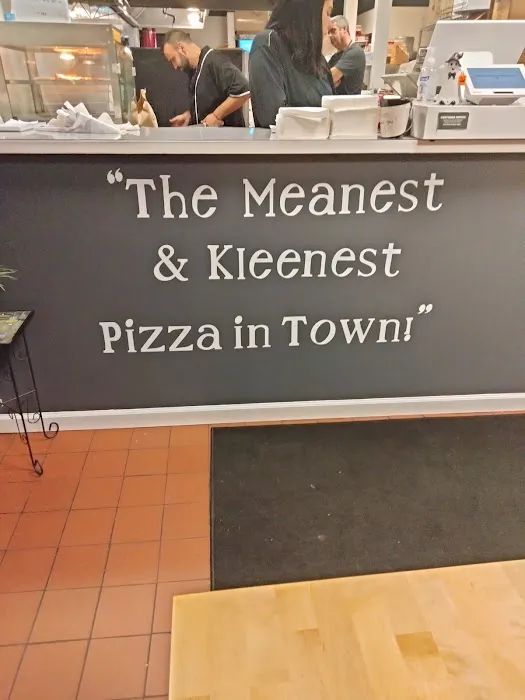 “The Meanest
& Kleenest
Pizza in Town!”